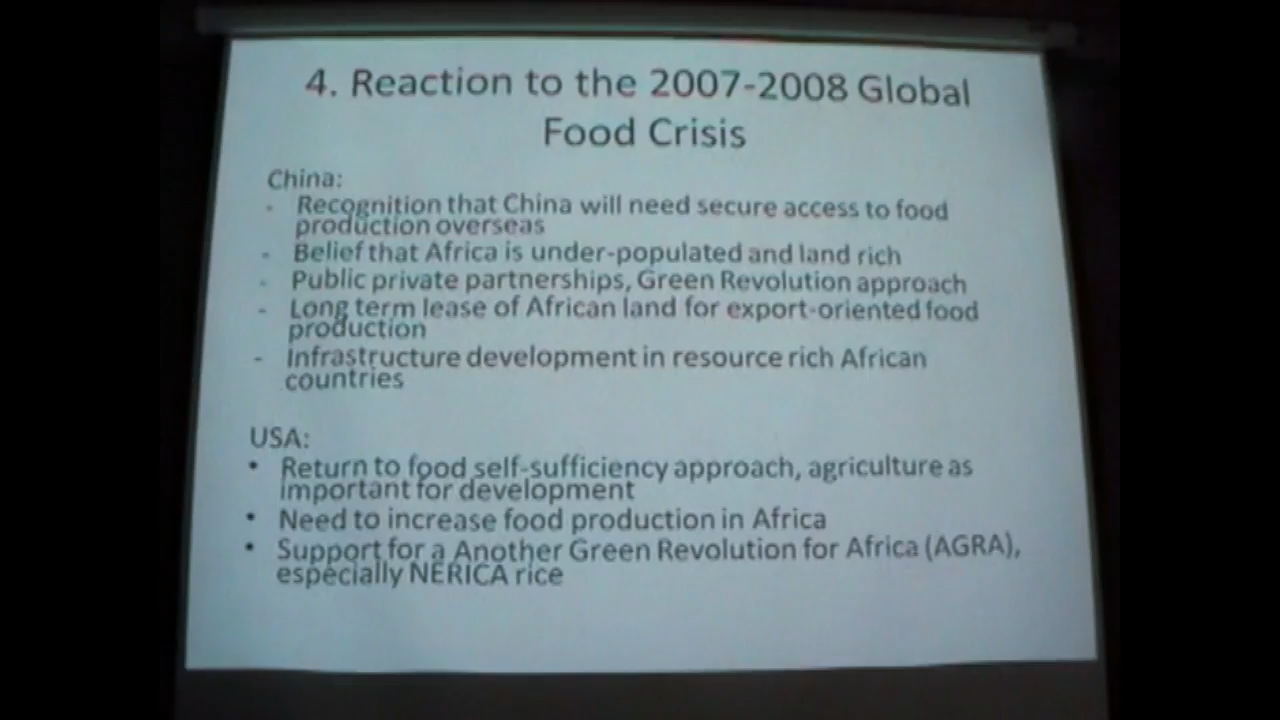 4. Reaction to the 2007-2008 Global
Food Crisis
China:
- Recognition that China will need secure access to food
production overseas
- Belief that Africa is under-populated and land rich
- Public private partnerships, Green Revolution approach
- Long term lease of African land for export-oriented food
production
- Infrastructure development in resource rich African
countries
USA:
• Return to food self-sufficiency approach, agriculture as
important for development
• Need to increase food production in Africa
• Support for a Another Green Revolution for Africa (AGRA),
especially NERICA rice